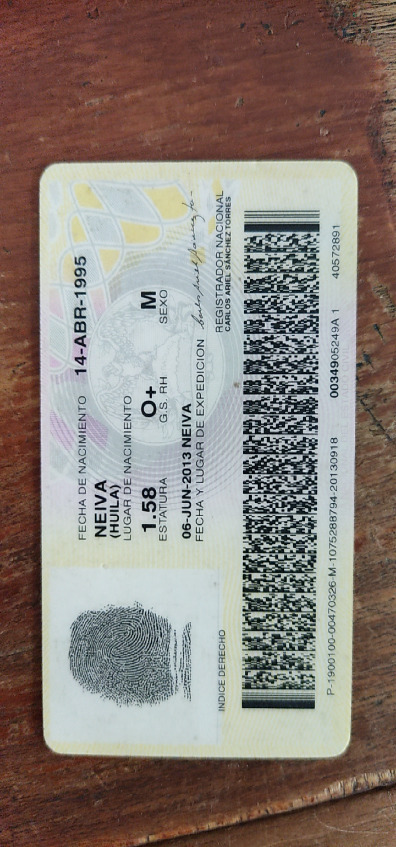 FECHA DE NACIMIENTO 14-ABR-1995
NEIVA
(HUILA)
LUGAR DE NACIMIENTO
1.58 O+ M
ESTATURA G.S. RH SEXO
06-JUN-2013 NEIVA
FECHA Y LUGAR DE EXPEDICION
REGISTRADOR NACIONAL
CARLOS ARIEL SÁNCHEZ TORRES
INDICE DERECHO
P-1900100-00470326-M-1075288794-20130918 0034905249A 1 40572891